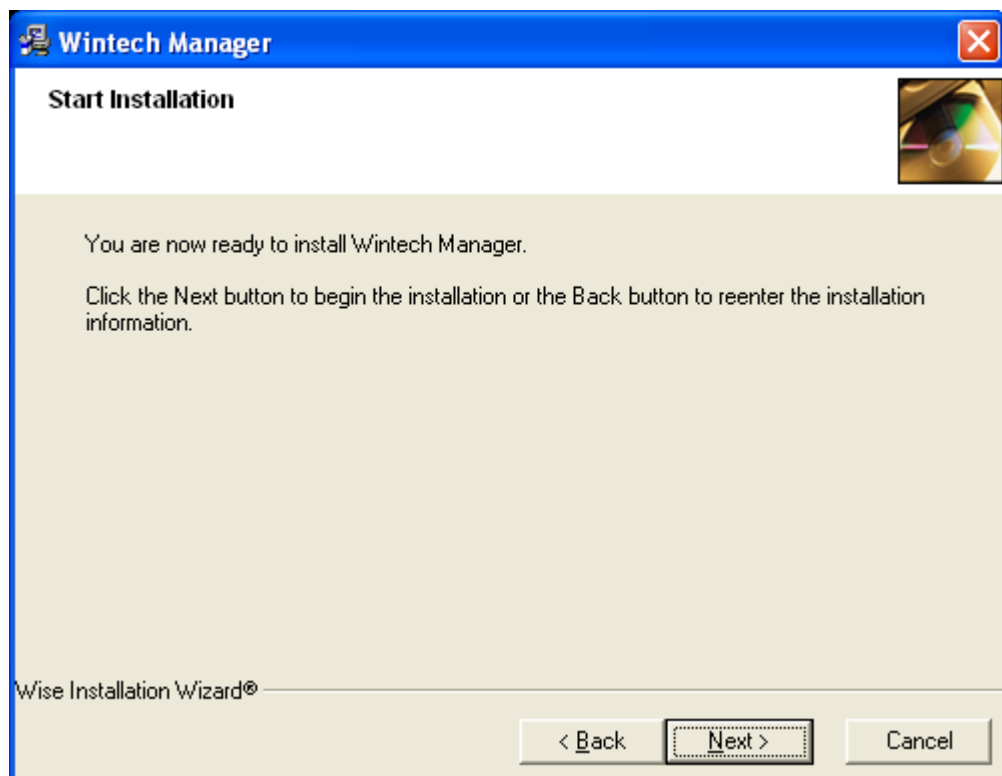 Wintech Manager
Start Installation
You are now ready to install Wintech Manager.
Click the Next button to begin the installation or the Back button to reenter the installation
information.
Wise Installation Wizard®
< Back
Next >
Cancel